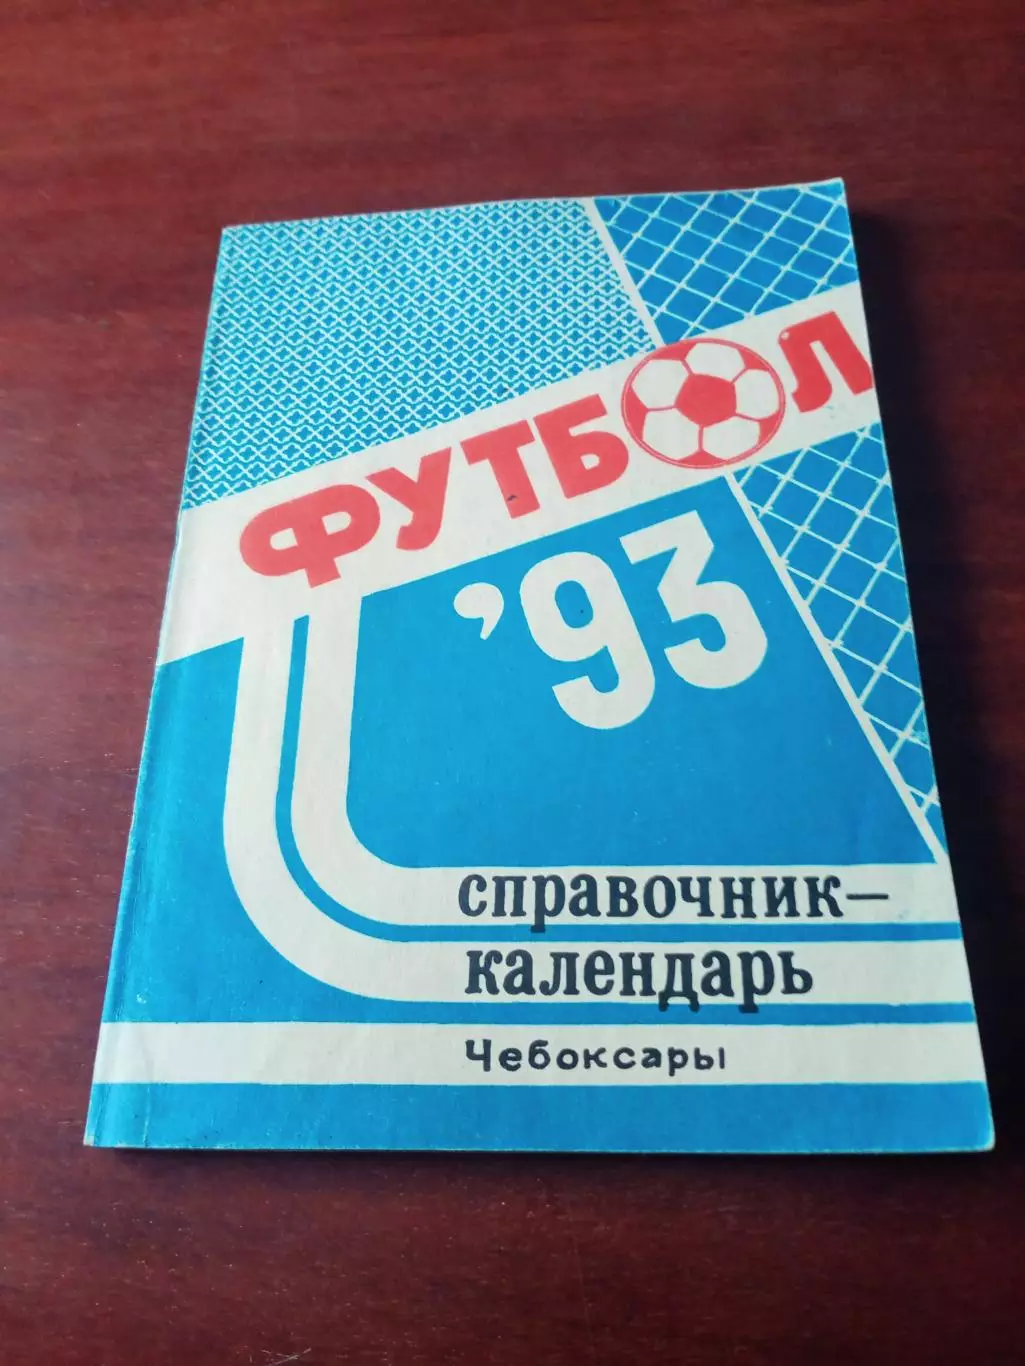 ФУТБОЛ
'93
справочник-
календарь
Чебоксары